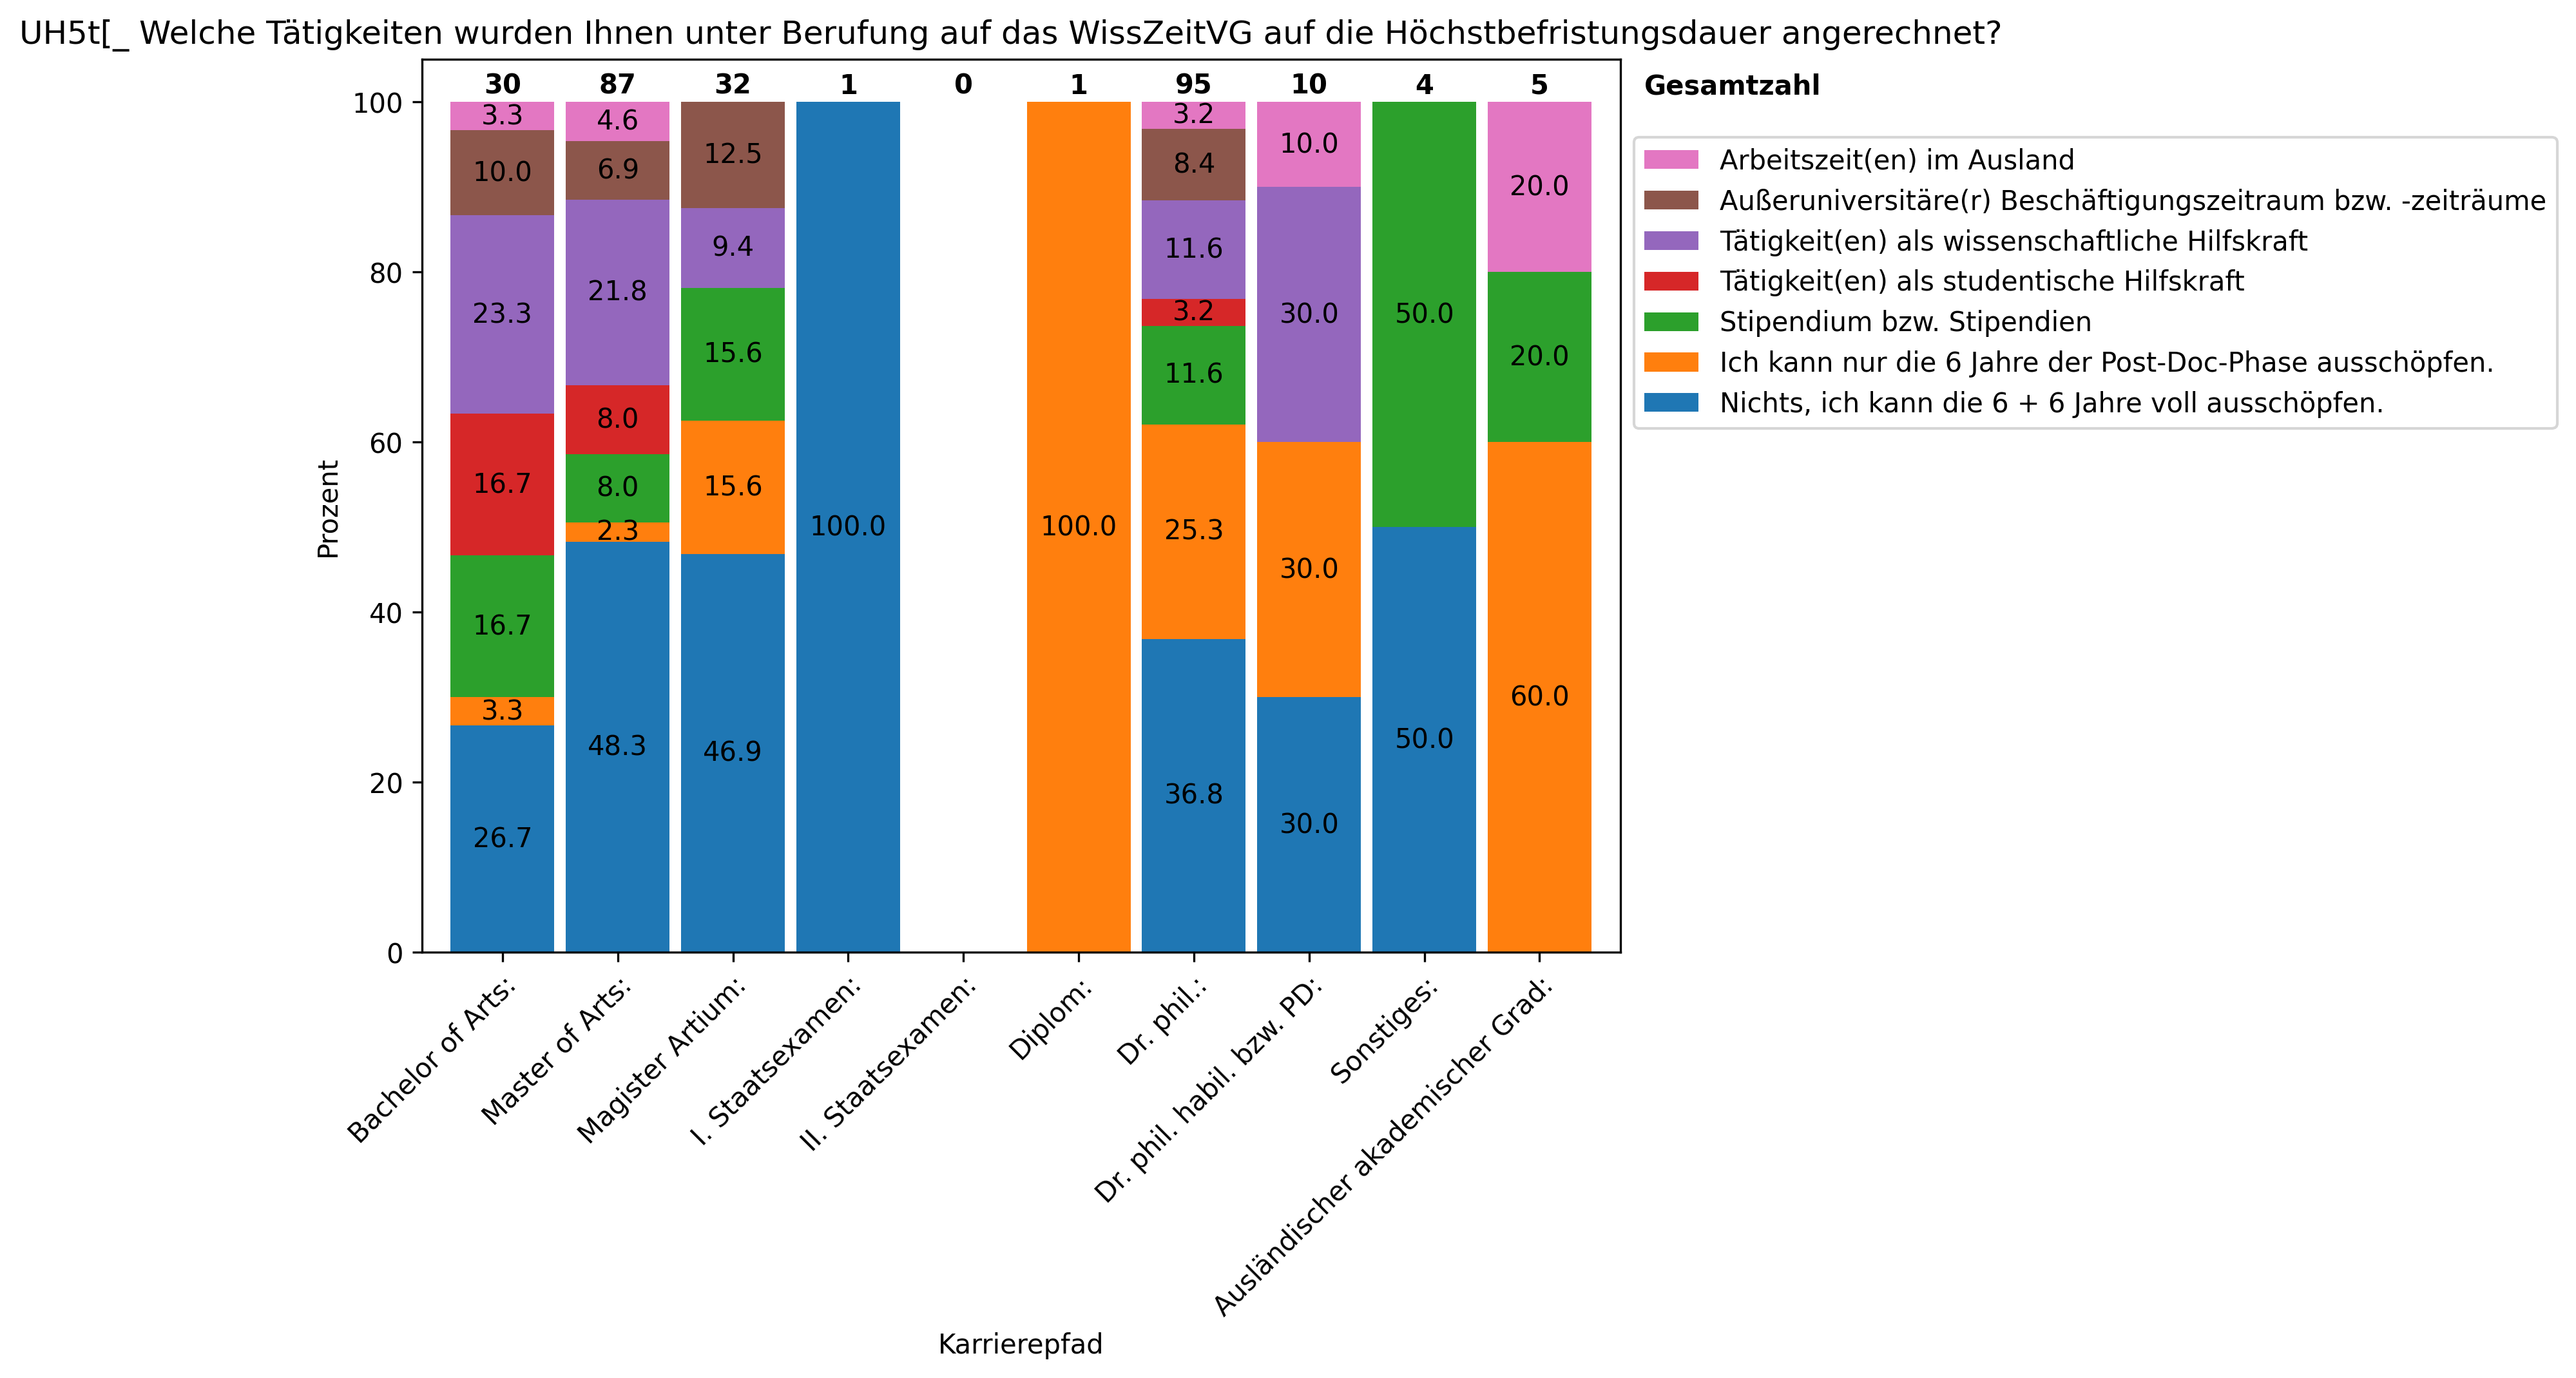 UH5t[_ Welche Tätigkeiten wurden Ihnen unter Berufung auf das WissZeitVG auf die Höchstbefristungsdauer angerechnet?
30 87 32 1 0 1 95 10 4 5 Gesamtzahl
Arbeitszeit(en) im Ausland
Außeruniversitäre(r) Beschäftigungszeitraum bzw. -zeiträume
Tätigkeit(en) als wissenschaftliche Hilfskraft
Tätigkeit(en) als studentische Hilfskraft
Stipendium bzw. Stipendien
Ich kann nur die 6 Jahre der Post-Doc-Phase ausschöpfen.
Nichts, ich kann die 6 + 6 Jahre voll ausschöpfen.
Prozent
100
80
60
40
20
0
3.3
10.0
23.3
16.7
16.7
3.3
26.7
4.6
6.9
21.8
8.0
8.0
2.3
48.3
12.5
9.4
15.6
15.6
46.9
100.0
100.0
3.2
8.4
11.6
3.2
11.6
25.3
36.8
10.0
30.0
30.0
30.0
50.0
50.0
20.0
20.0
60.0
Bachelor of Arts:
Master of Arts:
Magister Artium:
I. Staatsexamen:
II. Staatsexamen:
Diplom:
Dr. phil.:
Dr. phil. habil. bzw. PD:
Sonstiges:
Ausländischer akademischer Grad:
Karrierepfad